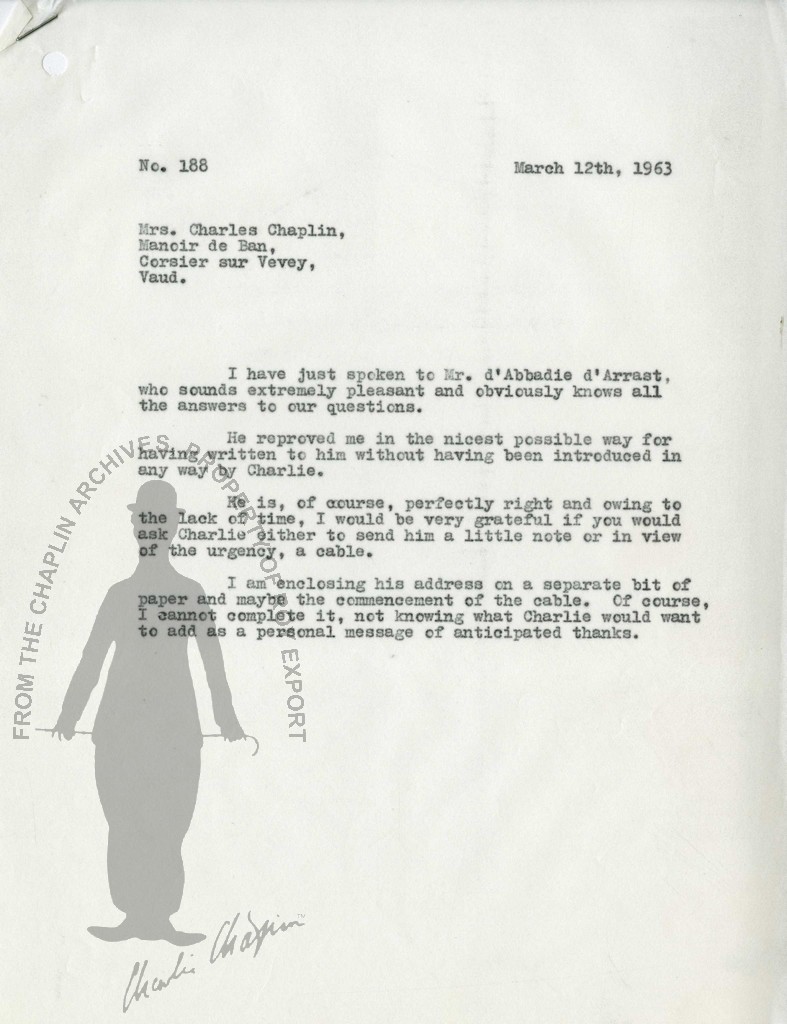 No. 188
March 12th, 1963
Mrs. Charles Chaplin,
Manoir de Ban,
Corsier sur Vevey,
Vaud.
I have just spoken to Mr. d'Abbadie d'Arrast,
who sounds extremely pleasant and obviously knows all
the answers to our questions.
He reproved me in the nicest possible way for
having written to him without having been introduced in
any way by Charlie.
He is, of course, perfectly right and owing to
the lack of time, I would be very grateful if you would
ask Charlie either to send him a little note or in view
of the urgency, a cable.
I am enclosing his address on a separate bit of
paper and maybe the commencement of the cable. Of course,
I cannot complete it, not knowing what Charlie would want
to add as a personal message of anticipated thanks.
FROM THE CHAPLIN ARCHIVES, PROPERTY OF ROY EXPORT
Charlie Chaplin TM